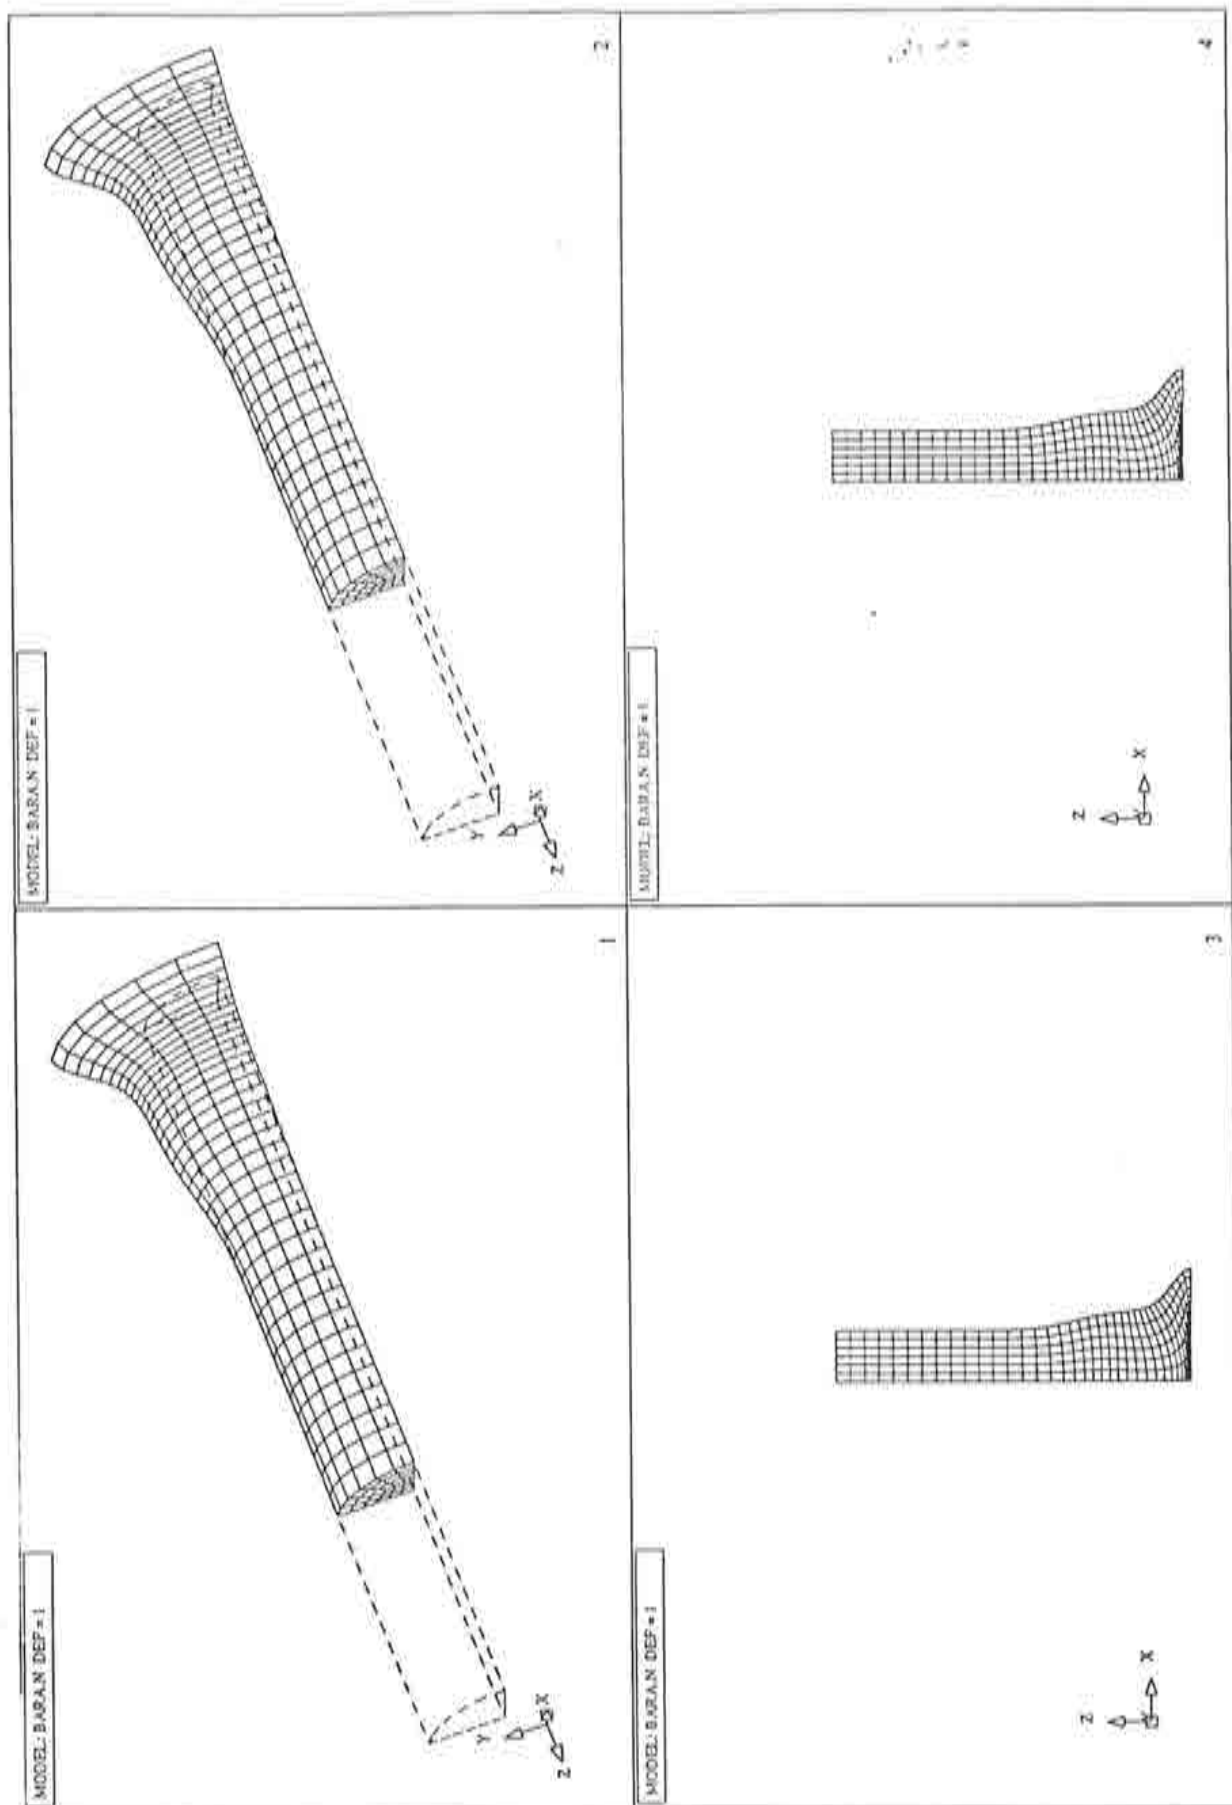 MODEL: BARAN DEF = 1
Y
X
Z
1
MODEL: BARAN DEF = 1
Y
X
Z
2
MODEL: BARAN DEF = 1
Z
X
3
MODEL: BARAN DEF = 1
Z
X
4